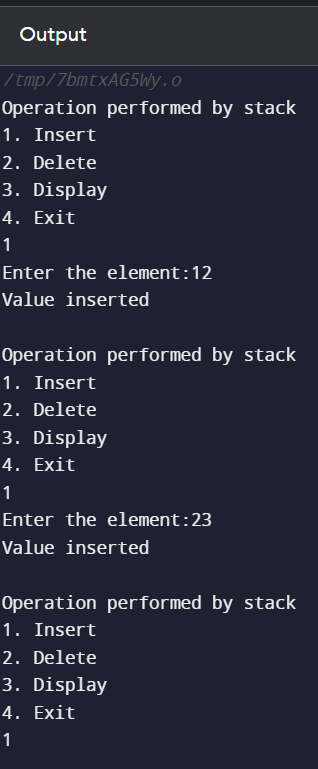 Output
/tmp/7bmtxAG5Wy.o
Operation performed by stack
1. Insert
2. Delete
3. Display
4. Exit
1
Enter the element:12
Value inserted
Operation performed by stack
1. Insert
2. Delete
3. Display
4. Exit
1
Enter the element:23
Value inserted
Operation performed by stack
1. Insert
2. Delete
3. Display
4. Exit
1